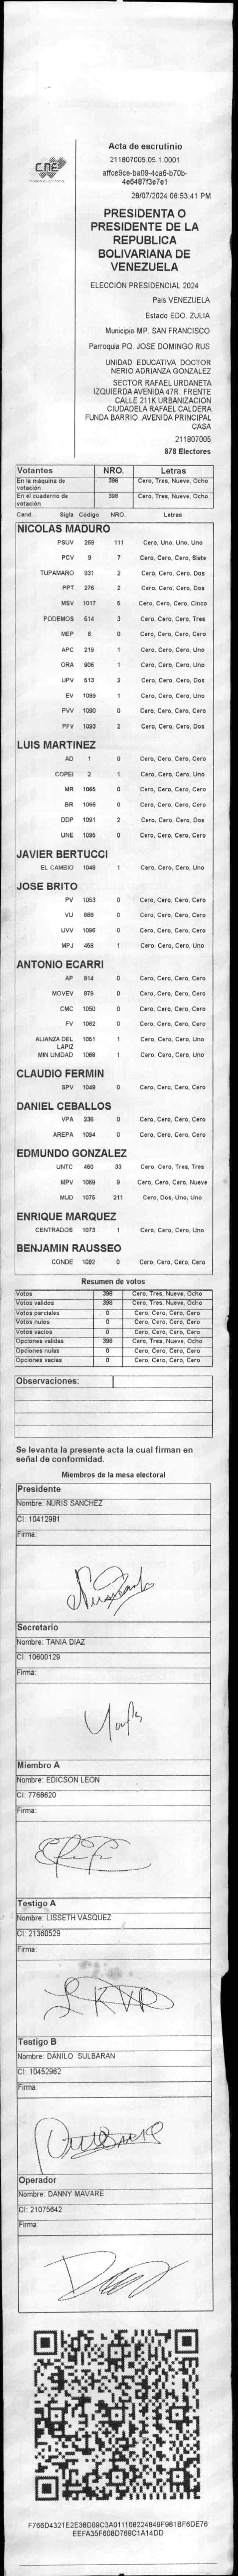 CNE
Acta de escrutinio
211807005.05.1.0001
affce9ce-ba09-4ca6-b70b-
4e6487f3e7e1
28/07/2024 06:53:41 PM
PRESIDENTA O
PRESIDENTE DE LA
REPUBLICA
BOLIVARIANA DE
VENEZUELA
ELECCIÓN PRESIDENCIAL 2024
Pais VENEZUELA
Estado EDO. ZULIA
Municipio MP. SAN FRANCISCO
Parroquia PQ. JOSE DOMINGO RUS
UNIDAD EDUCATIVA DOCTOR
NERIO ADRIANZA GONZALEZ
SECTOR RAFAEL URDANETA
IZQUIERDA AVENIDA 47R. FRENTE
CALLE 211K URBANIZACION
CIUDADELA RAFAEL CALDERA
FUNDA BARRIO .AVENIDA PRINCIPAL
CASA
211807005
878 Electores
Votantes NRO. Letras
En la máquina de votación 398 Cero, Tres, Nueve, Ocho
En el cuaderno de votación 398 Cero, Tres, Nueve, Ocho
Cand. Sigla Código NRO. Letras
NICOLAS MADURO
PSUV 269 111 Cero, Uno, Uno, Uno
PCV 9 7 Cero, Cero, Cero, Siete
TUPAMARO 931 2 Cero, Cero, Cero, Dos
PPT 276 2 Cero, Cero, Cero, Dos
MSV 1017 5 Cero, Cero, Cero, Cinco
PODEMOS 514 3 Cero, Cero, Cero, Tres
MEP 6 0 Cero, Cero, Cero, Cero
APC 219 1 Cero, Cero, Cero, Uno
ORA 906 1 Cero, Cero, Cero, Uno
UPV 613 2 Cero, Cero, Cero, Dos
EV 1089 1 Cero, Cero, Cero, Uno
PVV 1090 0 Cero, Cero, Cero, Cero
PFV 1093 2 Cero, Cero, Cero, Dos
LUIS MARTINEZ
AD 1 0 Cero, Cero, Cero, Cero
COPEI 2 1 Cero, Cero, Cero, Uno
MR 1065 0 Cero, Cero, Cero, Cero
BR 1066 0 Cero, Cero, Cero, Cero
DDP 1091 2 Cero, Cero, Cero, Dos
UNE 1095 0 Cero, Cero, Cero, Cero
JAVIER BERTUCCI
EL CAMBIO 1048 1 Cero, Cero, Cero, Uno
JOSE BRITO
PV 1053 0 Cero, Cero, Cero, Cero
VU 868 0 Cero, Cero, Cero, Cero
UVV 1096 0 Cero, Cero, Cero, Cero
MPJ 458 1 Cero, Cero, Cero, Uno
ANTONIO ECARRI
AP 914 0 Cero, Cero, Cero, Cero
MOVEV 979 0 Cero, Cero, Cero, Cero
CMC 1050 0 Cero, Cero, Cero, Cero
FV 1062 0 Cero, Cero, Cero, Cero
ALIANZA DEL LAPIZ 1051 1 Cero, Cero, Cero, Uno
MIN UNIDAD 1088 1 Cero, Cero, Cero, Uno
CLAUDIO FERMIN
SPV 1049 0 Cero, Cero, Cero, Cero
DANIEL CEBALLOS
VPA 236 0 Cero, Cero, Cero, Cero
AREPA 1094 0 Cero, Cero, Cero, Cero
EDMUNDO GONZALEZ
UNTC 460 33 Cero, Cero, Tres, Tres
MPV 1069 9 Cero, Cero, Cero, Nueve
MUD 1076 211 Cero, Dos, Uno, Uno
ENRIQUE MARQUEZ
CENTRADOS 1073 1 Cero, Cero, Cero, Uno
BENJAMIN RAUSSEO
CONDE 1092 0 Cero, Cero, Cero, Cero
Resumen de votos
Votos 398 Cero, Tres, Nueve, Ocho
Votos válidos 398 Cero, Tres, Nueve, Ocho
Votos parciales 0 Cero, Cero, Cero, Cero
Votos nulos 0 Cero, Cero, Cero, Cero
Votos vacíos 0 Cero, Cero, Cero, Cero
Opciones válidas 398 Cero, Tres, Nueve, Ocho
Opciones nulas 0 Cero, Cero, Cero, Cero
Opciones vacías 0 Cero, Cero, Cero, Cero
Observaciones:
Se levanta la presente acta la cual firman en
señal de conformidad.
Miembros de la mesa electoral
Presidente
Nombre: NURIS SANCHEZ
CI: 10412981
Firma:
Secretario
Nombre: TANIA DIAZ
CI: 10600129
Firma:
Miembro A
Nombre: EDICSON LEON
CI: 7768620
Firma:
Testigo A
Nombre: LISSETH VASQUEZ
CI: 21360529
Firma:
Testigo B
Nombre: DANILO SULBARAN
CI: 10452962
Firma:
Operador
Nombre: DANNY MAVARE
CI: 21075642
Firma:
F766D4321E2E38D09C3A011108224849F981BF6DE76
EEFA35F608D769C1A14DD